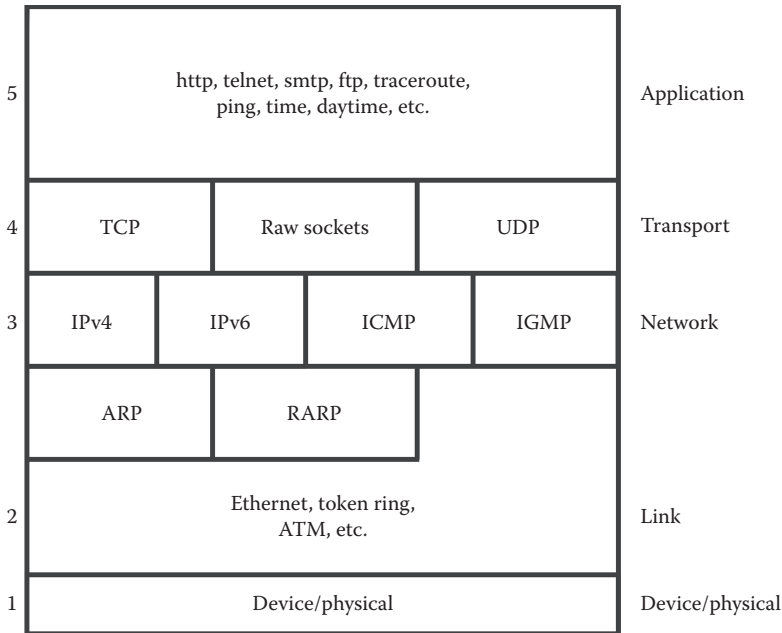 5
http, telnet, smtp, ftp, traceroute,
ping, time, daytime, etc.
Application
4
TCP
Raw sockets
UDP
Transport
3
IPv4
IPv6
ICMP
IGMP
Network
ARP
RARP
2
Ethernet, token ring,
ATM, etc.
Link
1
Device/physical
Device/physical